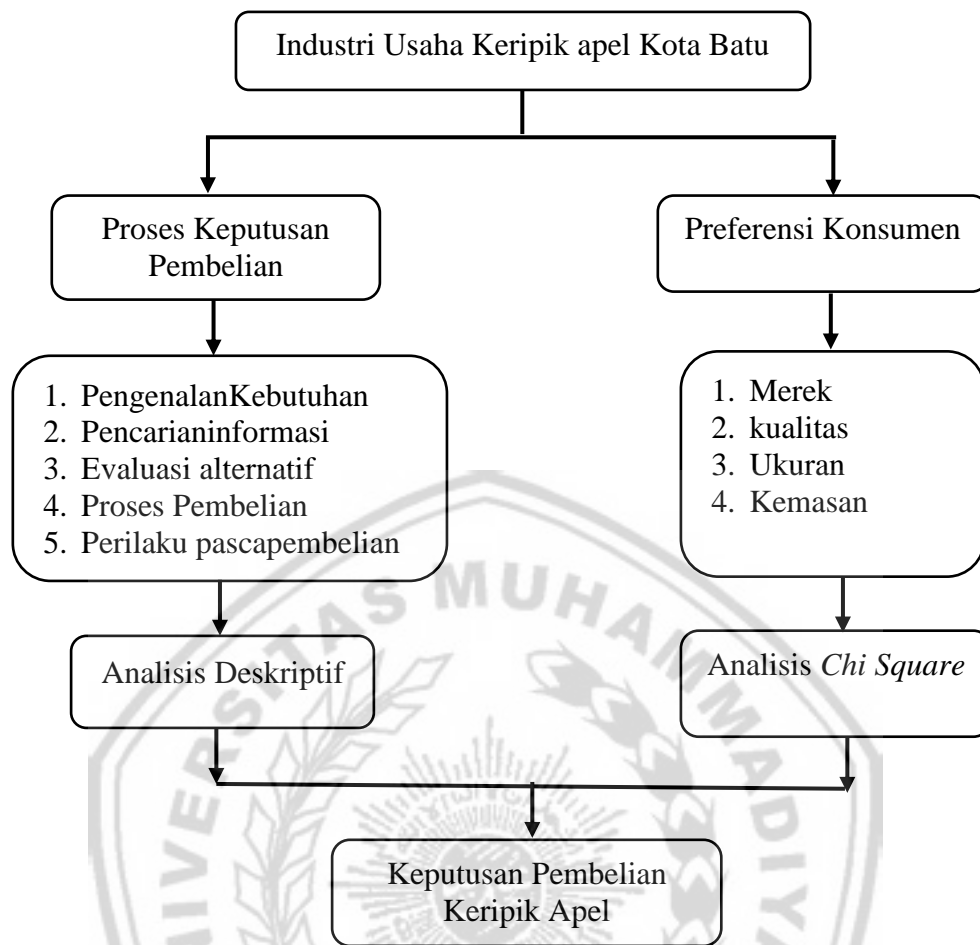 Industri Usaha Keripik apel Kota Batu
Proses Keputusan
Pembelian
Preferensi Konsumen
1. PengenalanKebutuhan
2. Pencarianinformasi
3. Evaluasi alternatif
4. Proses Pembelian
5. Perilaku pascapembelian
1. Merek
2. kualitas
3. Ukuran
4. Kemasan
Analisis Deskriptif
Analisis Chi Square
Keputusan Pembelian
Keripik Apel